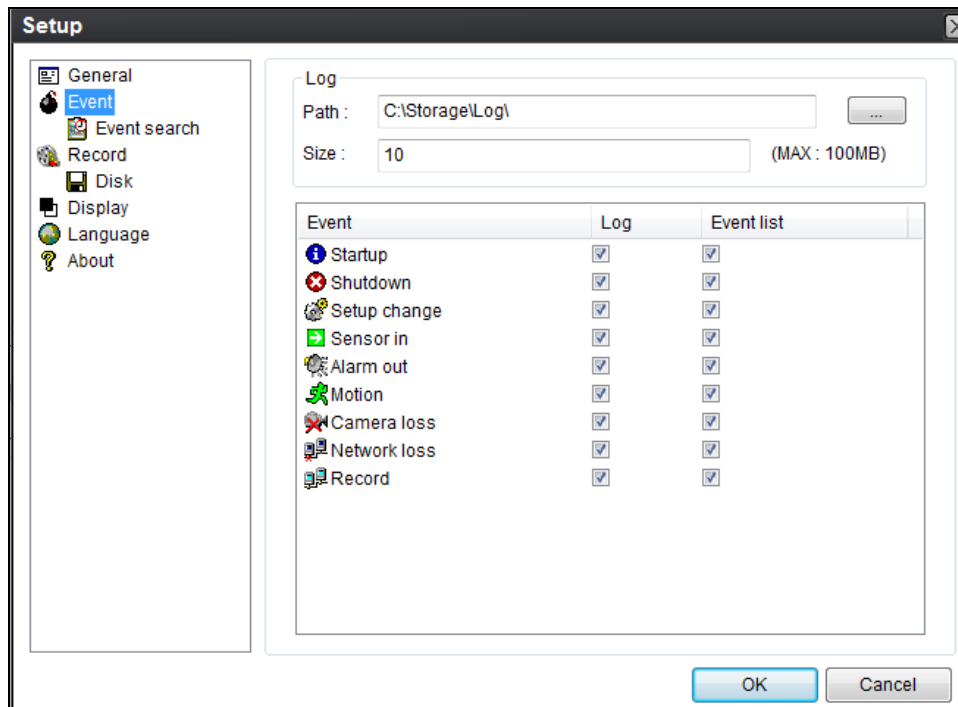 Setup
General
Event
Event search
Record
Disk
Display
Language
About
Log
Path : C:\Storage\Log\ ...
Size : 10 (MAX : 100MB)
Event Log Event list
Startup
Shutdown
Setup change
Sensor in
Alarm out
Motion
Camera loss
Network loss
Record
OK Cancel